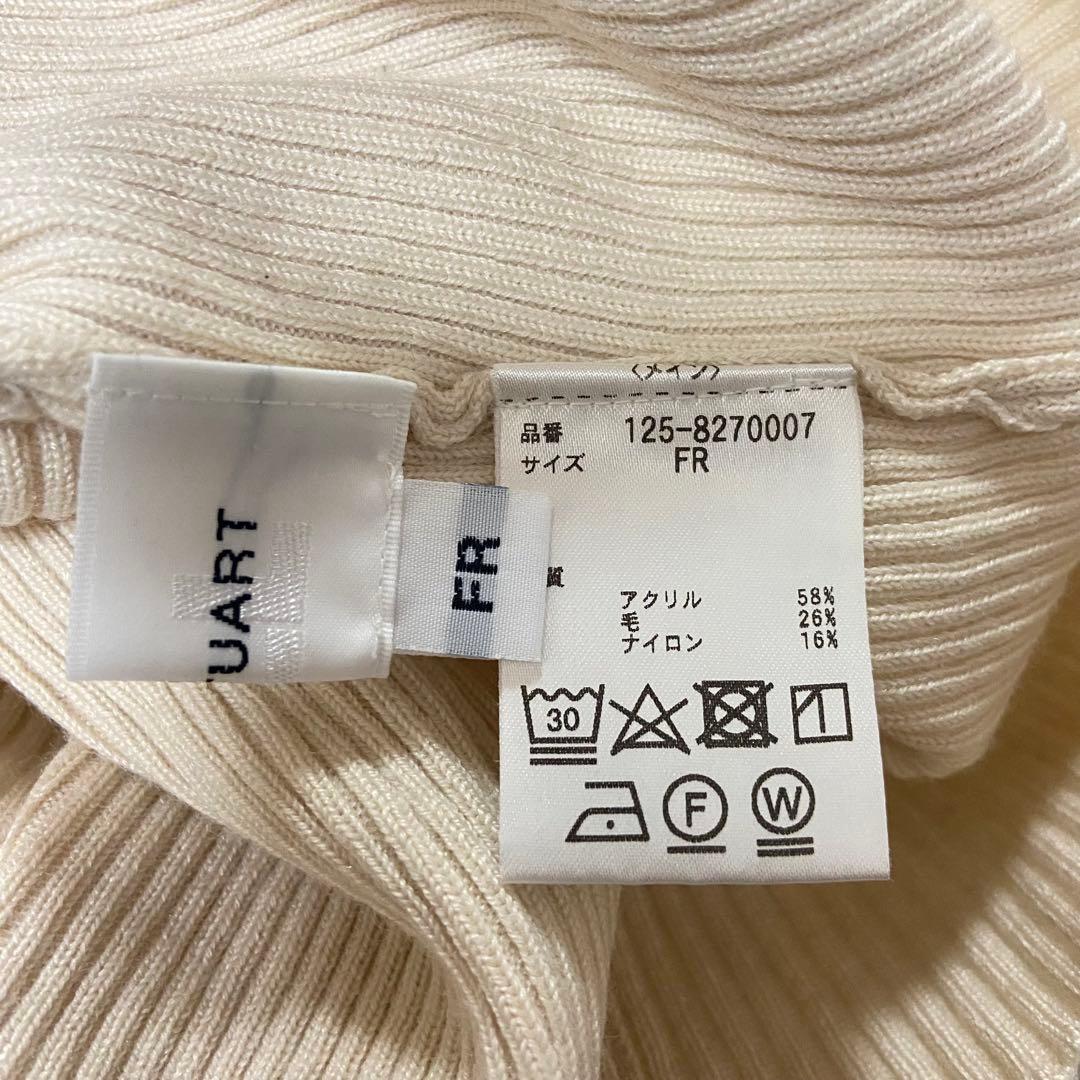 TUART
FR
〈メイン〉
品番 125-8270007
サイズ FR
質
アクリル 58%
毛 26%
ナイロン 16%
30
F
W